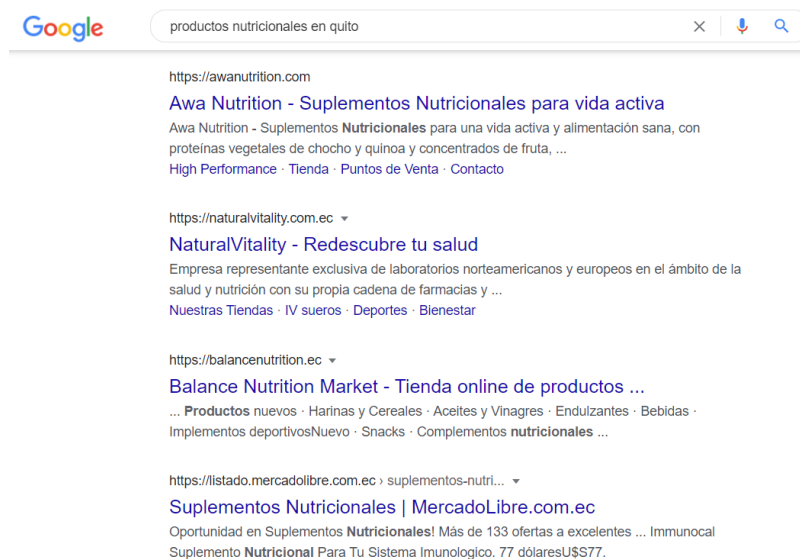 Google
productos nutricionales en quito
https://awanutrition.com
Awa Nutrition - Suplementos Nutricionales para vida activa
Awa Nutrition - Suplementos Nutricionales para una vida activa y alimentación sana, con
proteínas vegetales de chocho y quinoa y concentrados de fruta, ...
High Performance · Tienda · Puntos de Venta · Contacto
https://naturalvitality.com.ec
NaturalVitality - Redescubre tu salud
Empresa representante exclusiva de laboratorios norteamericanos y europeos en el ámbito de la
salud y nutrición con su propia cadena de farmacias y ...
Nuestras Tiendas · IV sueros · Deportes · Bienestar
https://balancenutrition.ec
Balance Nutrition Market - Tienda online de productos ...
... Productos nuevos · Harinas y Cereales · Aceites y Vinagres · Endulzantes · Bebidas ·
Implementos deportivosNuevo · Snacks · Complementos nutricionales ...
https://listado.mercadolibre.com.ec › suplementos-nutri...
Suplementos Nutricionales | MercadoLibre.com.ec
Oportunidad en Suplementos Nutricionales! Más de 133 ofertas a excelentes ... Immunocal
Suplemento Nutricional Para Tu Sistema Imunologico. 77 dólaresU$S77.